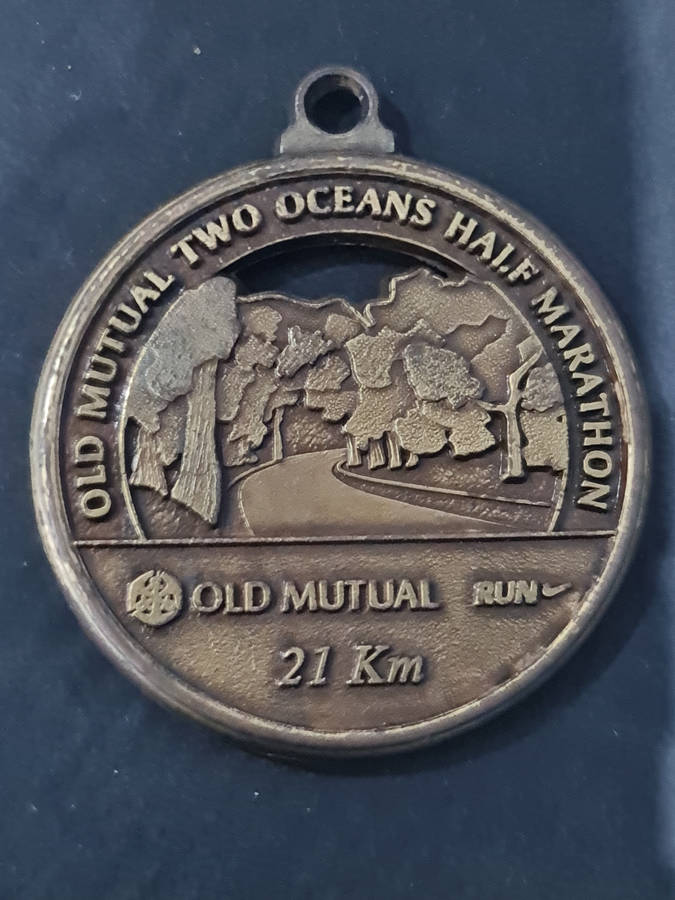 OLD MUTUAL TWO OCEANS HALF MARATHON
OLD MUTUAL RUN
21 Km